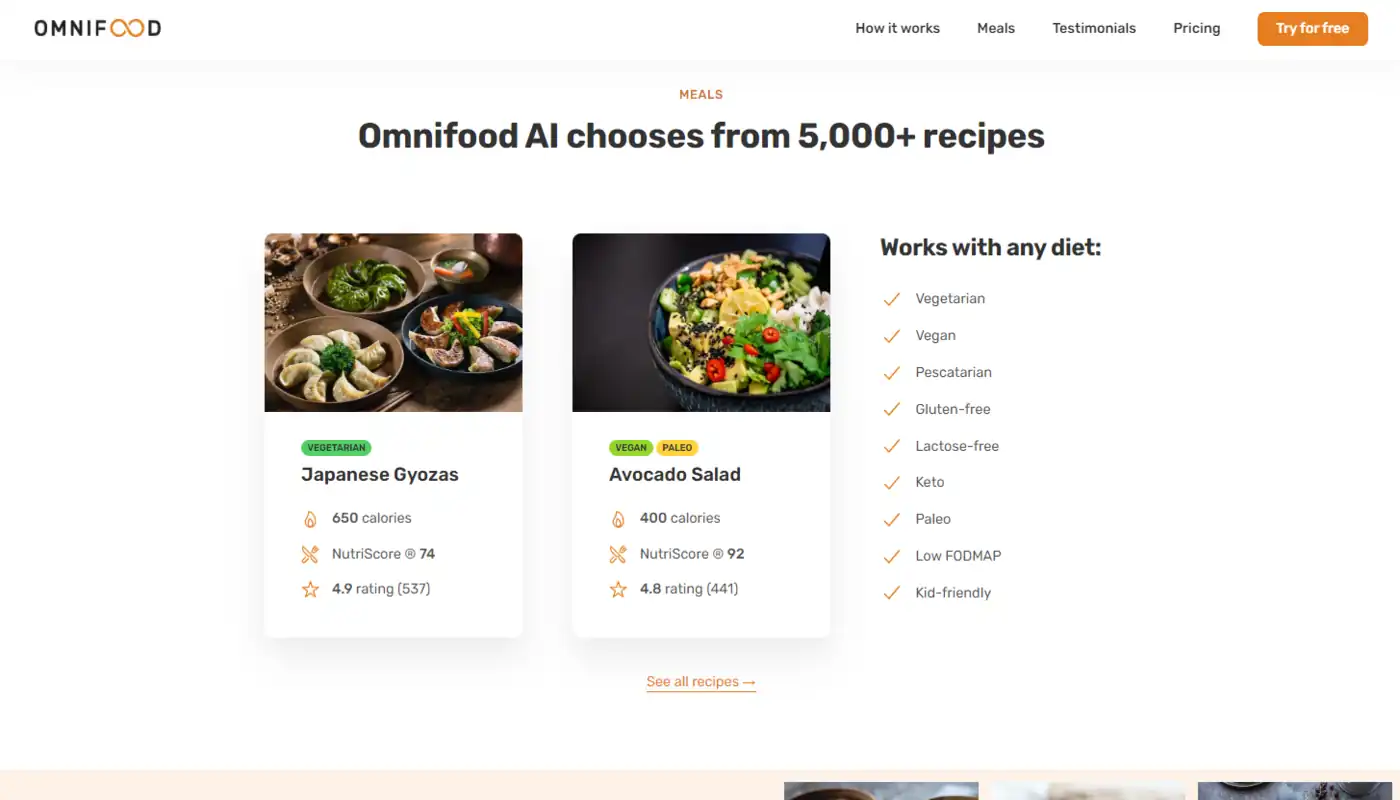 OMNIFOOD
How it works
Meals
Testimonials
Pricing
Try for free
MEALS
Omnifood AI chooses from 5,000+ recipes
VEGETARIAN
Japanese Gyozas
650 calories
NutriScore ® 74
4.9 rating (537)
VEGAN PALEO
Avocado Salad
400 calories
NutriScore ® 92
4.8 rating (441)
Works with any diet:
Vegetarian
Vegan
Pescatarian
Gluten-free
Lactose-free
Keto
Paleo
Low FODMAP
Kid-friendly
See all recipes →